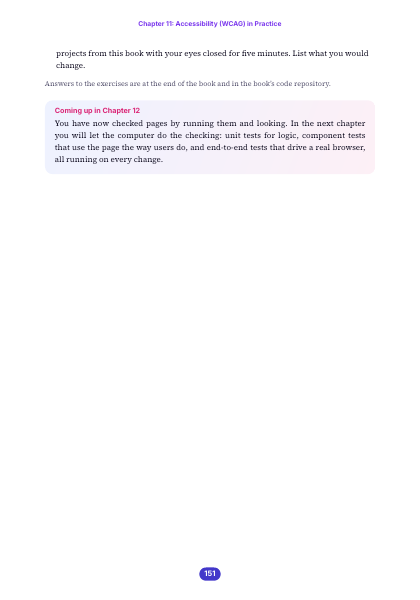 Chapter 11: Accessibility (WCAG) in Practice
projects from this book with your eyes closed for five minutes. List what you would
change.
Answers to the exercises are at the end of the book and in the book's code repository.
Coming up in Chapter 12
You have now checked pages by running them and looking. In the next chapter
you will let the computer do the checking: unit tests for logic, component tests
that use the page the way users do, and end-to-end tests that drive a real browser,
all running on every change.
151